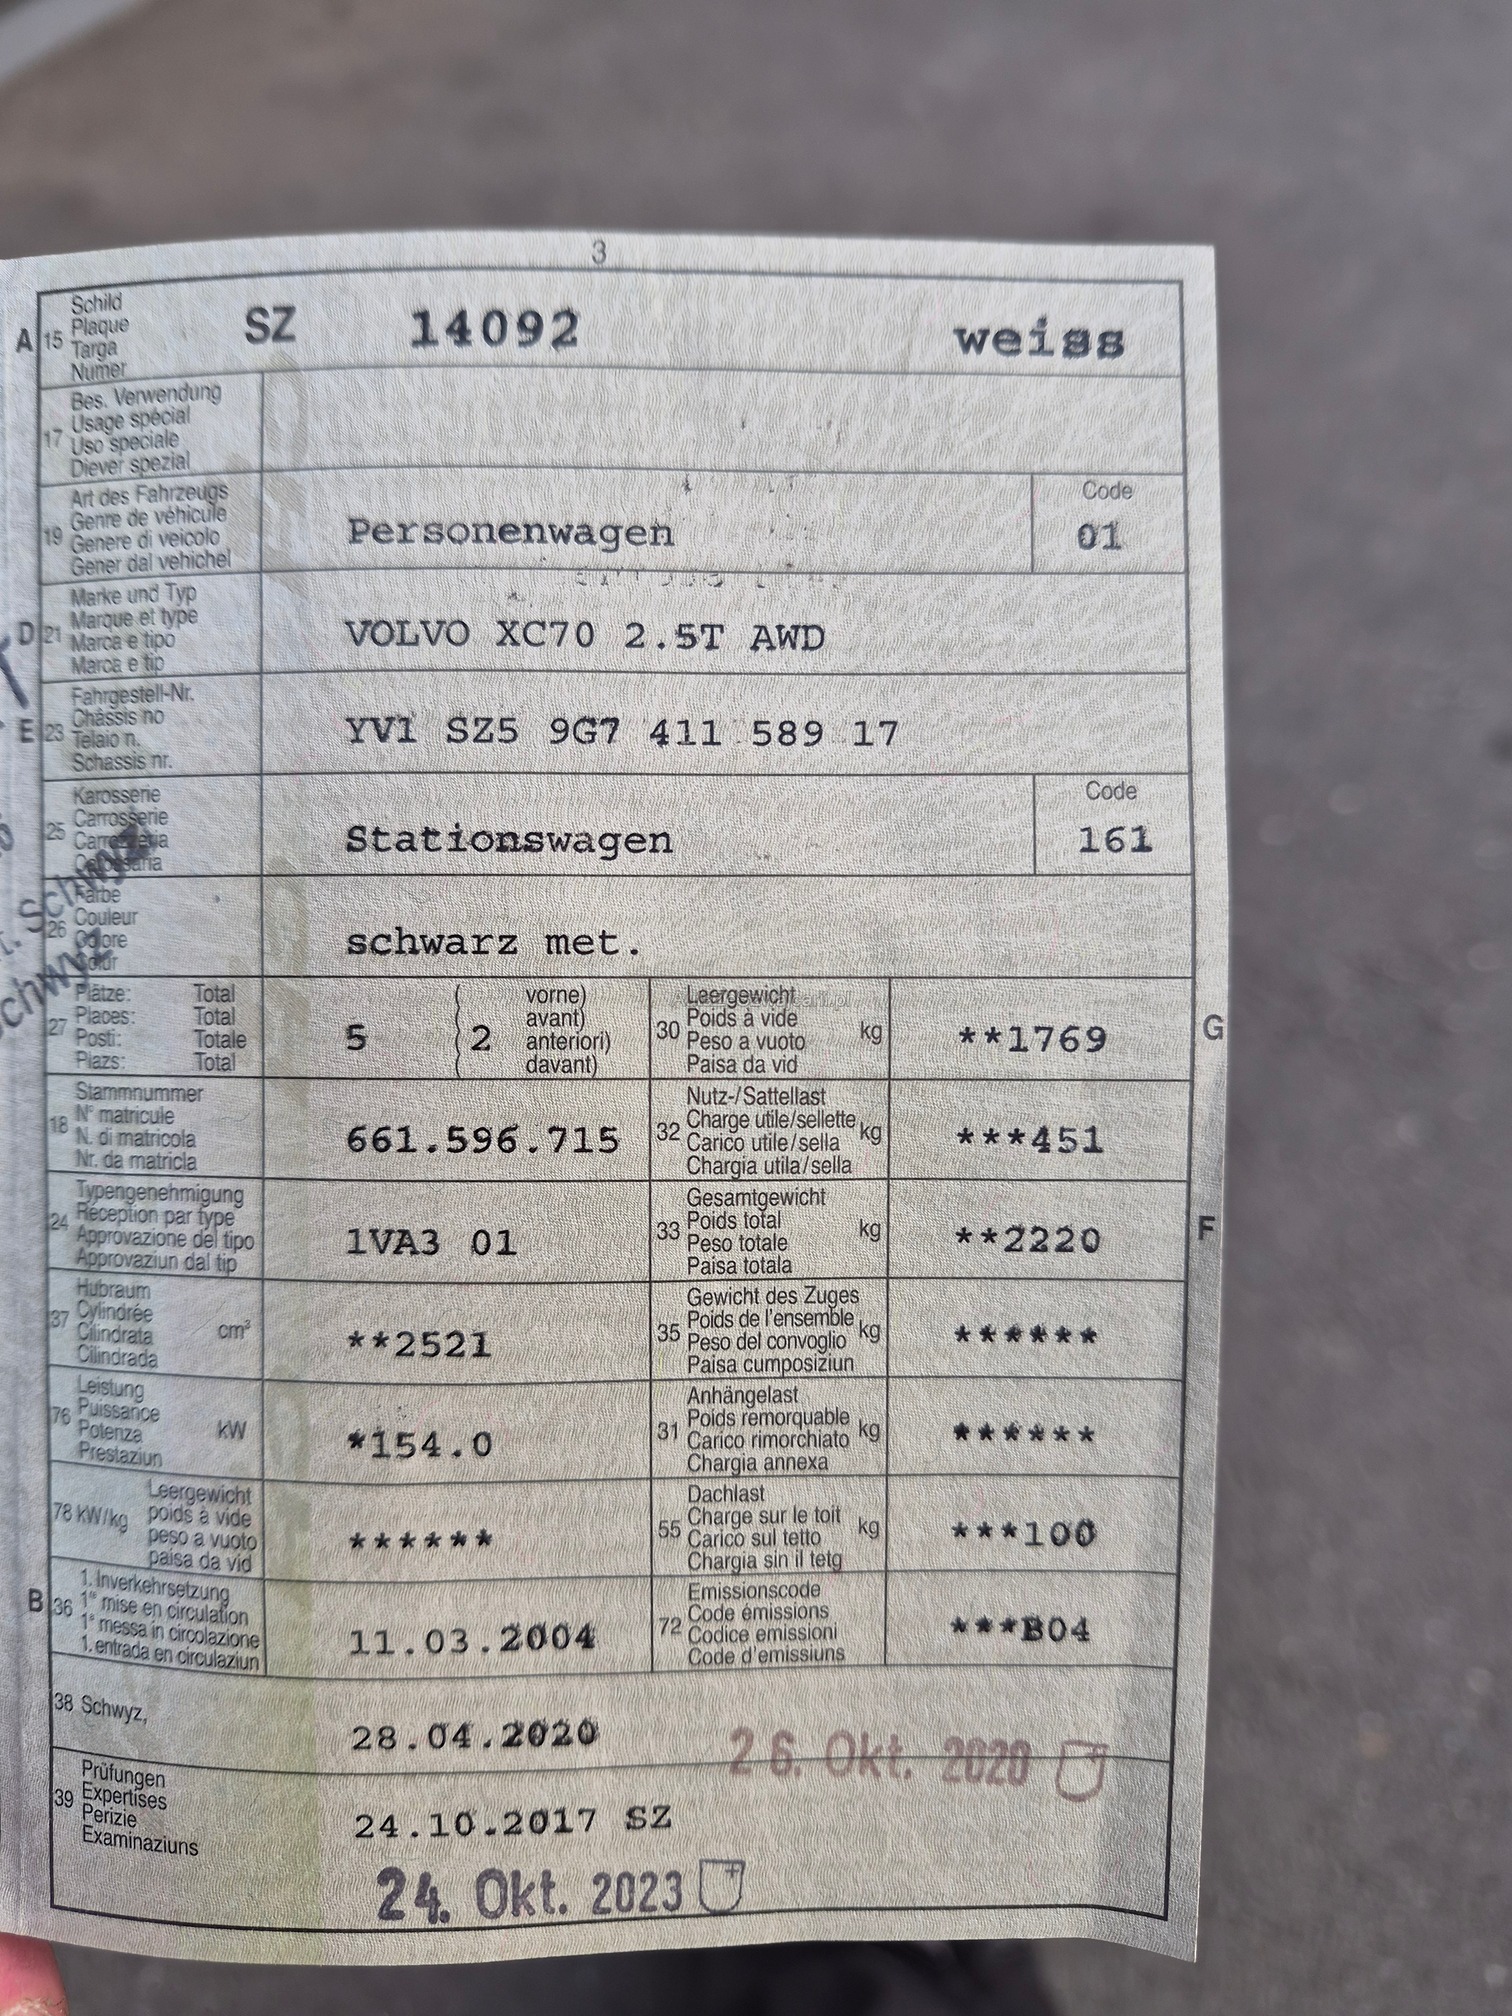 3
A 15 Schild
Plaque
Targa
Numer
SZ 14092 weiss
17 Bes. Verwendung
Usage spécial
Uso speciale
Diever spezial
19 Art des Fahrzeugs
Genre de véhicule
Genere di veicolo
Gener dal vehichel
Personenwagen
Code
01
D 21 Marke und Typ
Marque et type
Marca e tipo
Marca e tip
VOLVO XC70 2.5T AWD
E 23 Fahrgestell-Nr.
Châssis no
Telaio n.
Schassis nr.
YV1 SZ5 9G7 411 589 17
25 Karosserie
Carrosserie
Carrozzeria
Stationswagen
Code
161
26 Farbe
Couleur
Colore
Colur
schwarz met.
Schwyz
27 Plätze: Total
Places: Total
Posti: Totale
Plazs: Total
5 ( 2 vorne)
avant)
anteriori)
davant)
30 Leergewicht
Poids à vide
Peso a vuoto
Paisa da vid
kg
**1769
G
18 Stammnummer
N° matricule
N. di matricola
Nr. da matricla
661.596.715
32 Nutz-/Sattellast
Charge utile/sellette
Carico utile/sella
Chargia utila/sella
kg
***451
24 Typengenehmigung
Réception par type
Approvazione del tipo
Approvaziun dal tip
1VA3 01
33 Gesamtgewicht
Poids total
Peso totale
Paisa totala
kg
**2220
F
37 Hubraum
Cylindrée
Cilindrata
Cilindrada
cm³
**2521
35 Gewicht des Zuges
Poids de l'ensemble
Peso del convoglio
Paisa cumposiziun
kg
******
76 Leistung
Puissance
Potenza
Prestaziun
kW
*154.0
31 Anhängelast
Poids remorquable
Carico rimorchiato
Chargia annexa
kg
******
78 kW/kg Leergewicht
poids à vide
peso a vuoto
paisa da vid
******
55 Dachlast
Charge sur le toit
Carico sul tetto
Chargia sin il tetg
kg
***100
B 36 1. Inverkehrsetzung
1re mise en circulation
1a messa in circolazione
1. entrada en circulaziun
11.03.2004
72 Emissionscode
Code émissions
Codice emissioni
Code d'emissiuns
***B04
38 Schwyz,
28.04.2020
26. Okt. 2020
39 Prüfungen
Expertises
Perizie
Examinaziuns
24.10.2017 SZ
24. Okt. 2023